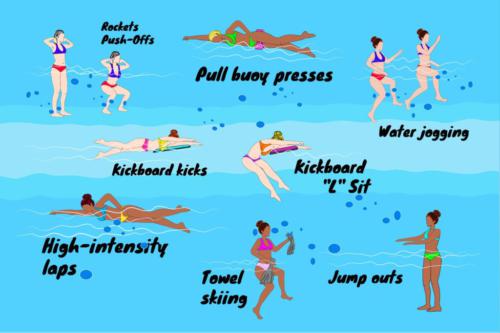 Rockets
Push-Offs
Pull buoy presses
Water jogging
Kickboard kicks
Kickboard
"L" Sit
High-intensity
laps
Towel
skiing
Jump outs